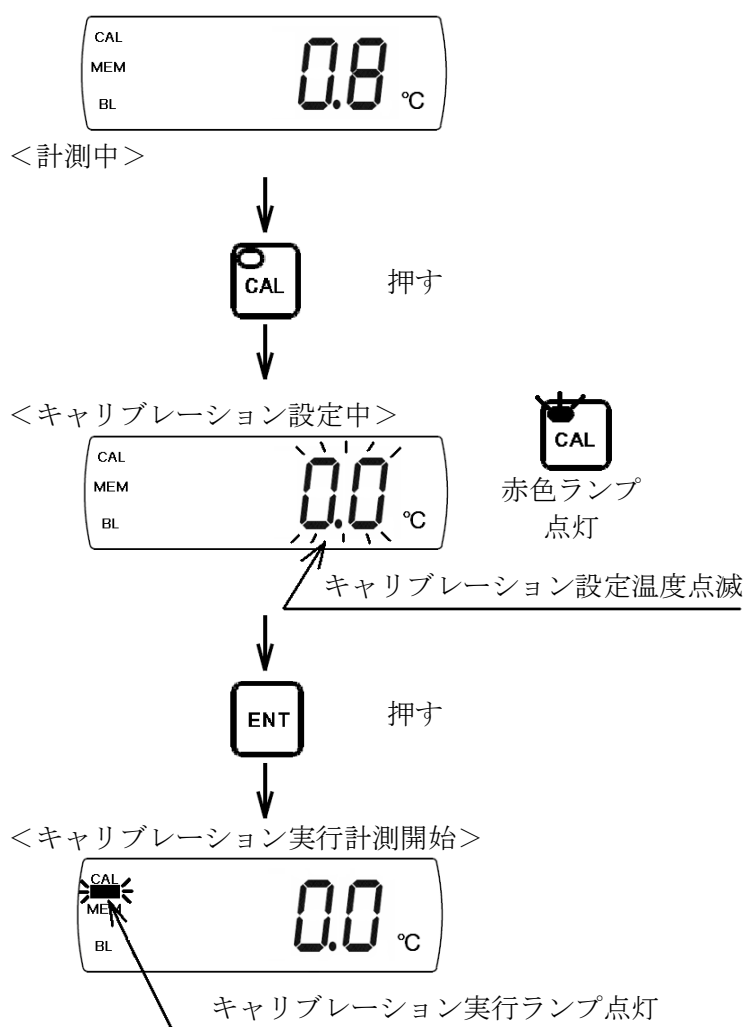 CAL
MEM
BL
0.8 ℃
＜計測中＞
CAL
押す
＜キャリブレーション設定中＞
CAL
MEM
BL
0.0 ℃
CAL
赤色ランプ
点灯
キャリブレーション設定温度点滅
ENT
押す
＜キャリブレーション実行計測開始＞
CAL
MEM
BL
0.0 ℃
キャリブレーション実行ランプ点灯